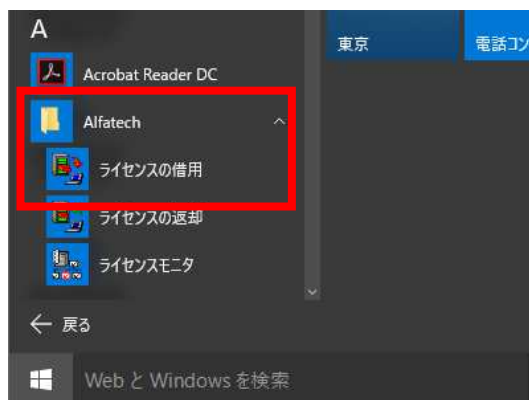 A
東京
電話コン
Acrobat Reader DC
Alfatech
ライセンスの借用
ライセンスの返却
ライセンスモニタ
戻る
Web と Windows を検索